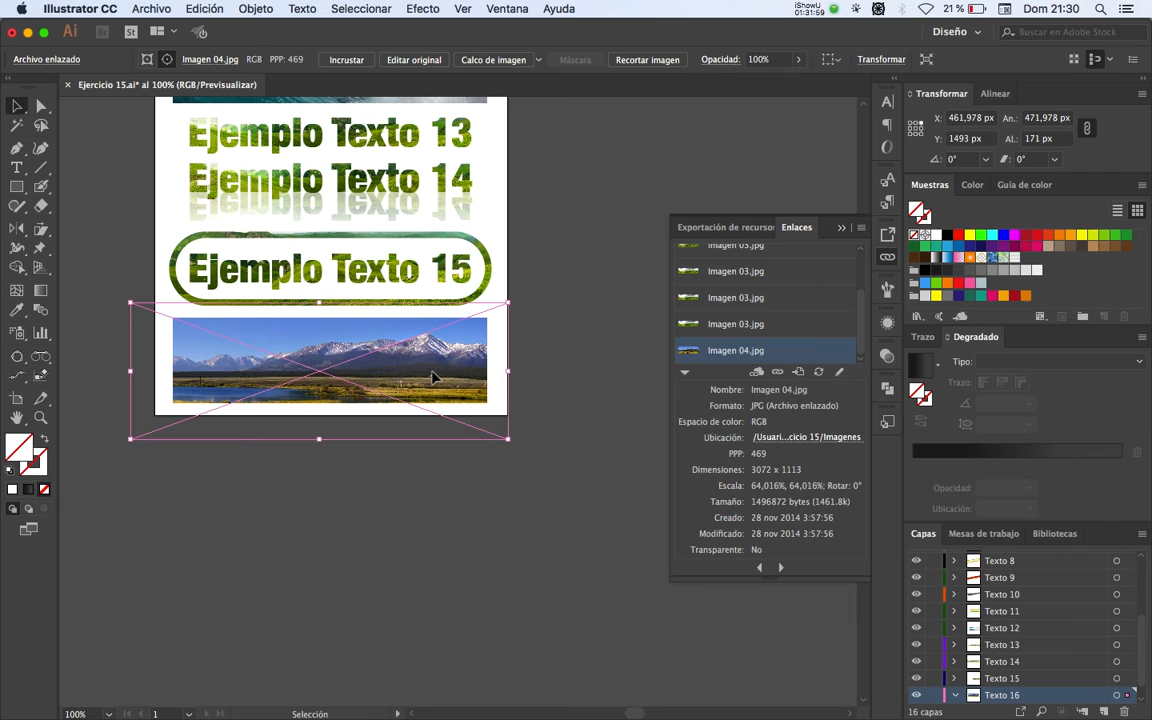 Illustrator CC Archivo Edición Objeto Texto Seleccionar Efecto Ver Ventana Ayuda
iShowU
01:31:59
21 % Dom 21:30
Ai Br St Diseño Buscar en Adobe Stock
Archivo enlazado Imagen 04.jpg RGB PPP: 469 Incrustar Editar original Calco de imagen Máscara Recortar imagen Opacidad: 100% Transformar
× Ejercicio 15.ai* al 100% (RGB/Previsualizar)
Ejemplo Texto 13
Ejemplo Texto 14
Ejemplo Texto 15
Exportación de recurso Enlaces
Imagen 03.jpg
Imagen 03.jpg
Imagen 03.jpg
Imagen 03.jpg
Imagen 04.jpg
Nombre: Imagen 04.jpg
Formato: JPG (Archivo enlazado)
Espacio de color: RGB
Ubicación: /Usuari...cicio 15/Imagenes
PPP: 469
Dimensiones: 3072 x 1113
Escala: 64,016%, 64,016%; Rotar: 0°
Tamaño: 1496872 bytes (1461.8k)
Creado: 28 nov 2014 3:57:56
Modificado: 28 nov 2014 3:57:56
Transparente: No
Transformar Alinear
X: 461,978 px An.: 471,978 px
Y: 1493 px Al.: 171 px
0° 0°
Muestras Color Guía de color
Trazo Degradado
Tipo:
Trazo:
Opacidad:
Ubicación:
Capas Mesas de trabajo Bibliotecas
Texto 8
Texto 9
Texto 10
Texto 11
Texto 12
Texto 13
Texto 14
Texto 15
Texto 16
16 capas
100% 1 Selección